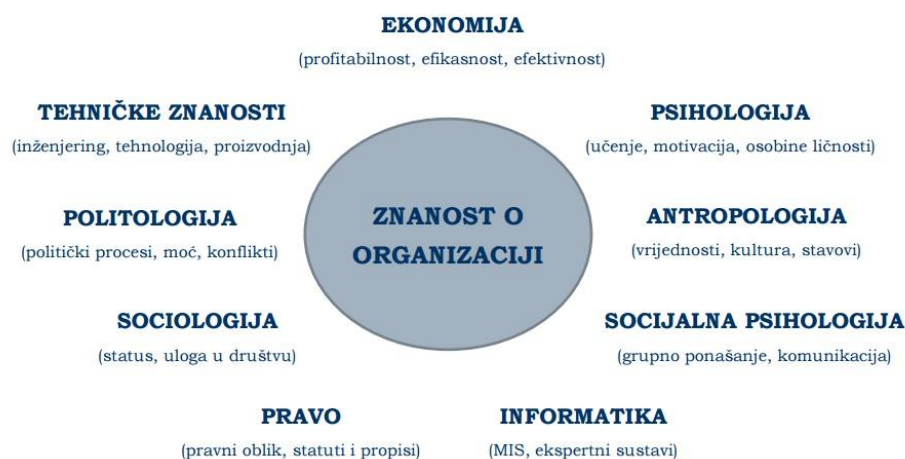 EKONOMIJA
(profitabilnost, efikasnost, efektivnost)
TEHNIČKE ZNANOSTI
(inženjering, tehnologija, proizvodnja)
PSIHOLOGIJA
(učenje, motivacija, osobine ličnosti)
POLITOLOGIJA
(politički procesi, moć, konflikti)
ZNANOST O
ORGANIZACIJI
ANTROPOLOGIJA
(vrijednosti, kultura, stavovi)
SOCIOLOGIJA
(status, uloga u društvu)
SOCIJALNA PSIHOLOGIJA
(grupno ponašanje, komunikacija)
PRAVO
(pravni oblik, statuti i propisi)
INFORMATIKA
(MIS, ekspertni sustavi)